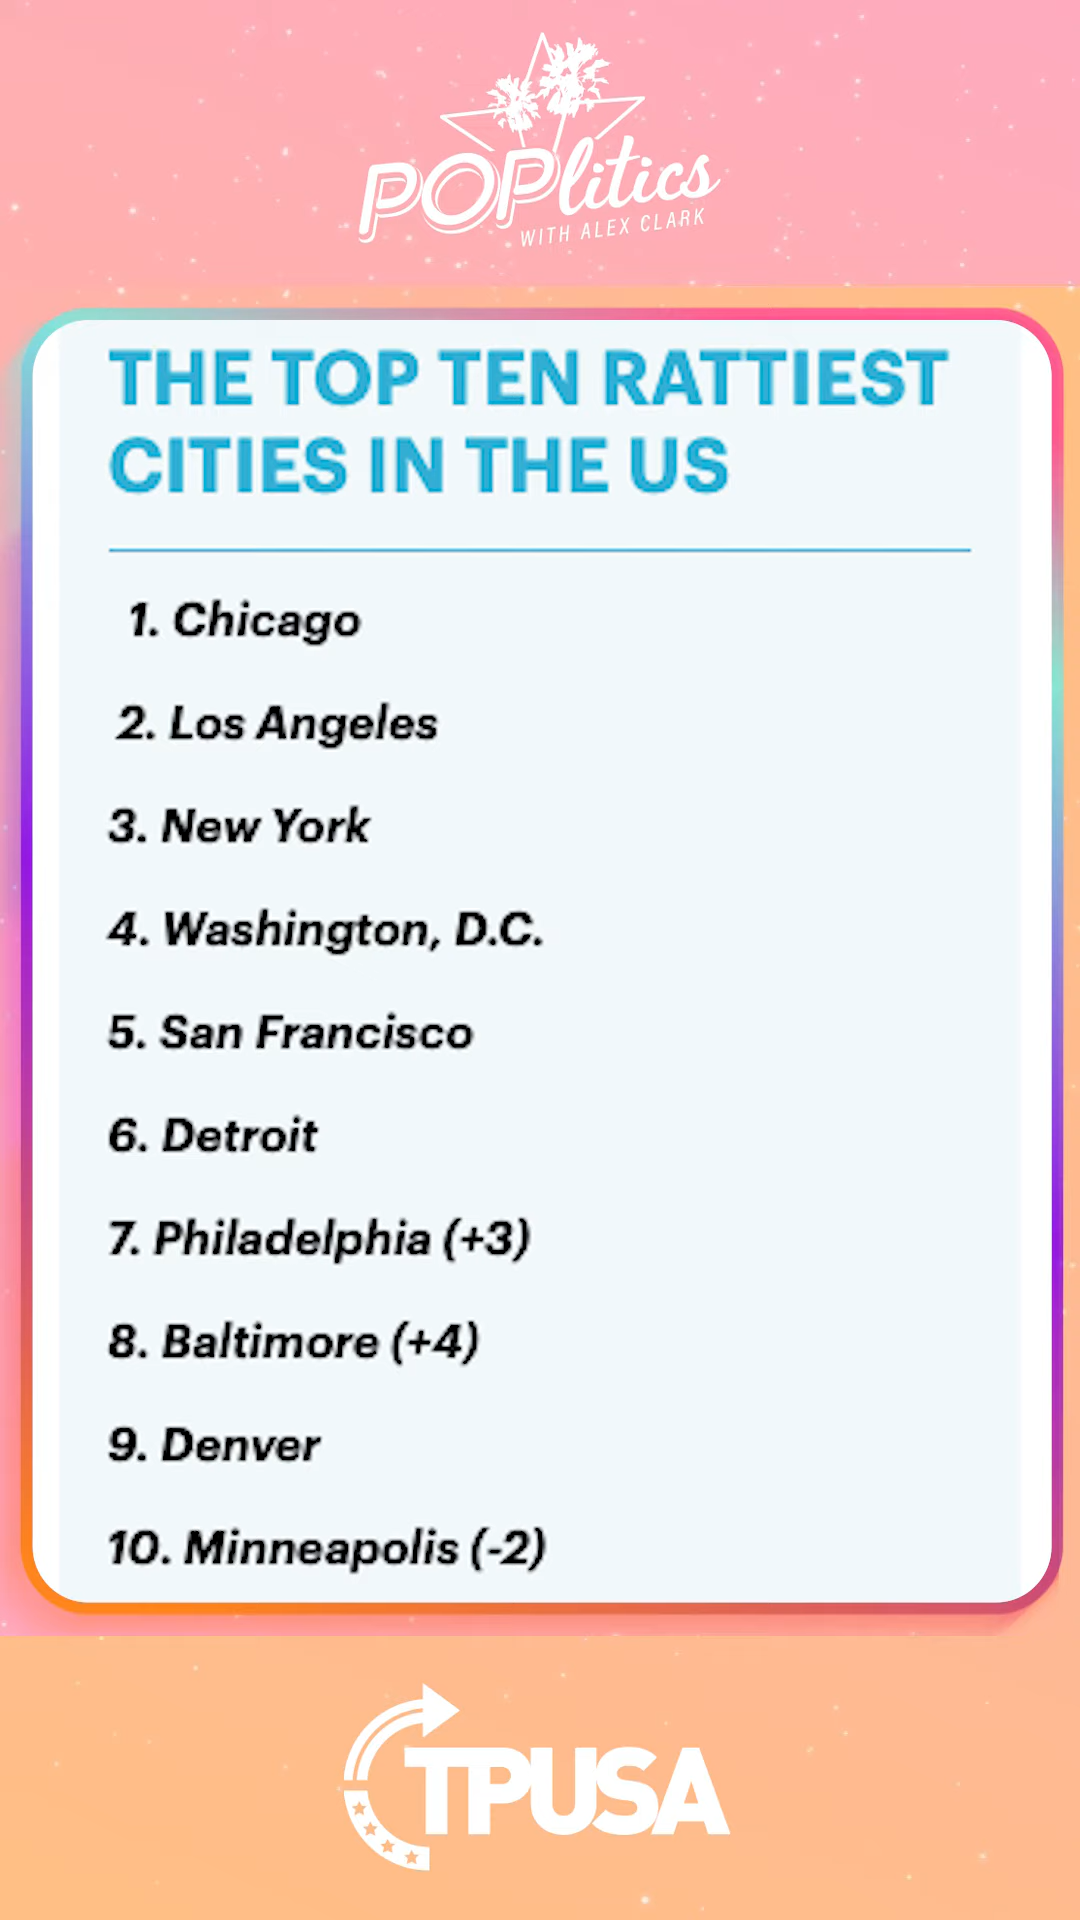 POPlitics
WITH ALEX CLARK
THE TOP TEN RATTIEST
CITIES IN THE US
1. Chicago
2. Los Angeles
3. New York
4. Washington, D.C.
5. San Francisco
6. Detroit
7. Philadelphia (+3)
8. Baltimore (+4)
9. Denver
10. Minneapolis (-2)
TPUSA